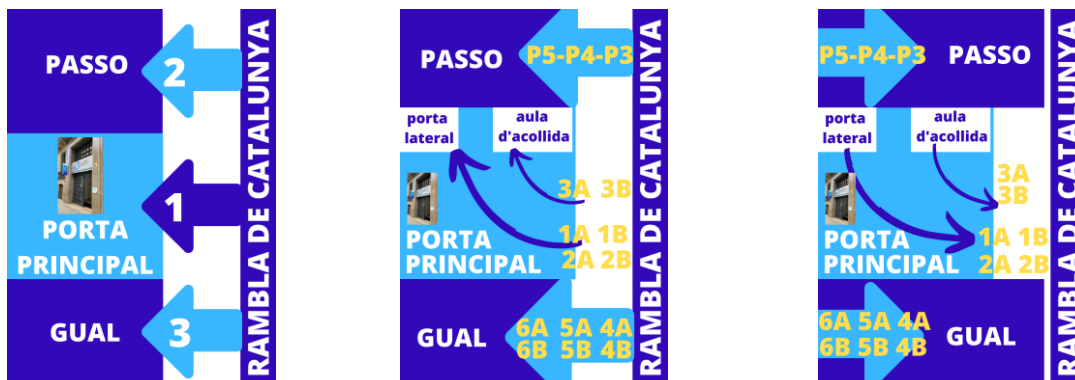 PASSO
2
1
PORTA
PRINCIPAL
GUAL
3
RAMBLA DE CATALUNYA
PASSO
P5-P4-P3
porta
lateral
aula
d'acollida
3A 3B
1A 1B
2A 2B
PORTA
PRINCIPAL
GUAL
6A 5A 4A
6B 5B 4B
RAMBLA DE CATALUNYA
P5-P4-P3
PASSO
porta
lateral
aula
d'acollida
3A
3B
1A 1B
2A 2B
PORTA
PRINCIPAL
6A 5A 4A
6B 5B 4B
GUAL
RAMBLA DE CATALUNYA